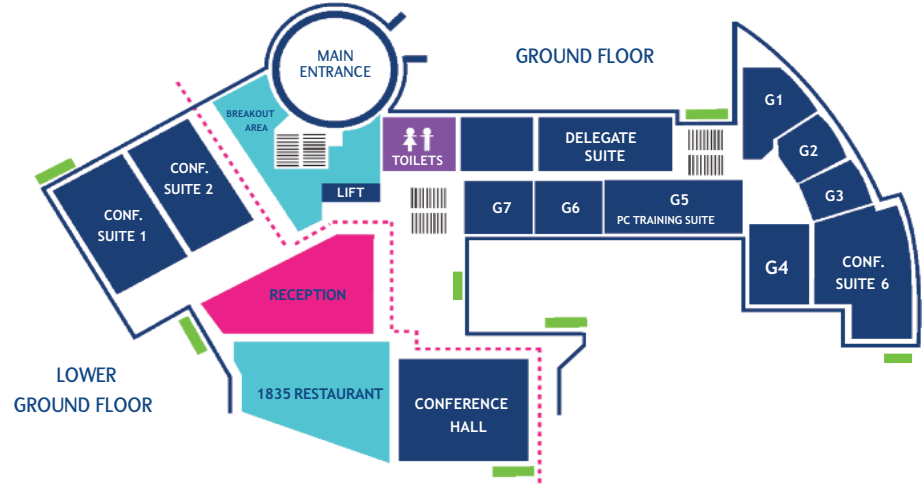 MAIN
ENTRANCE
GROUND FLOOR
BREAKOUT
AREA
TOILETS
DELEGATE
SUITE
G1
G2
G3
CONF.
SUITE 2
CONF.
SUITE 1
LIFT
G7
G6
G5
PC TRAINING SUITE
G4
CONF.
SUITE 6
RECEPTION
LOWER
GROUND FLOOR
1835 RESTAURANT
CONFERENCE
HALL